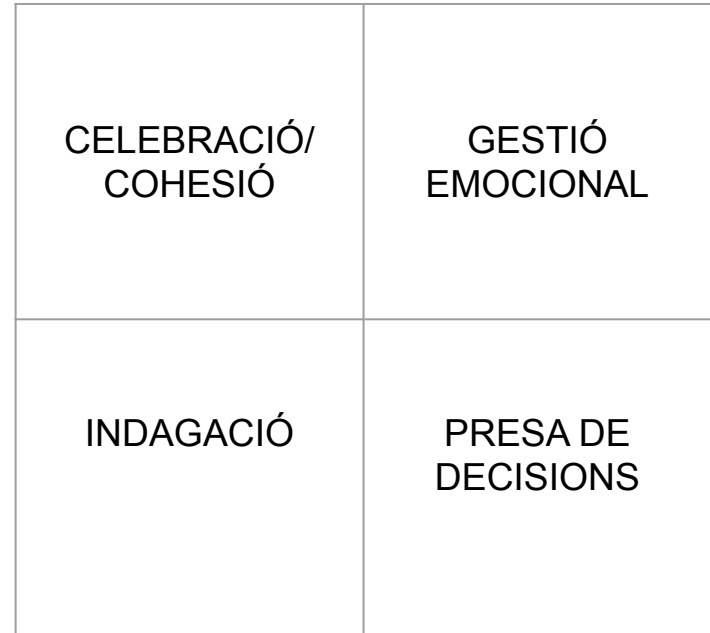 CELEBRACIÓ/
COHESIÓ
GESTIÓ
EMOCIONAL
INDAGACIÓ
PRESA DE
DECISIONS